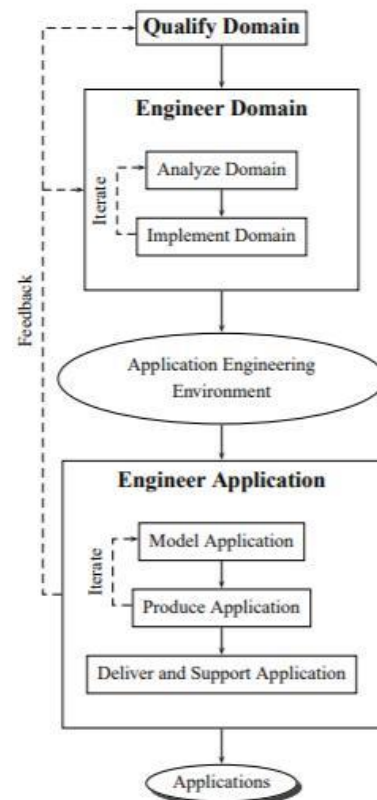 Qualify Domain
Engineer Domain
Analyze Domain
Iterate
Implement Domain
Feedback
Application Engineering
Environment
Engineer Application
Model Application
Iterate
Produce Application
Deliver and Support Application
Applications